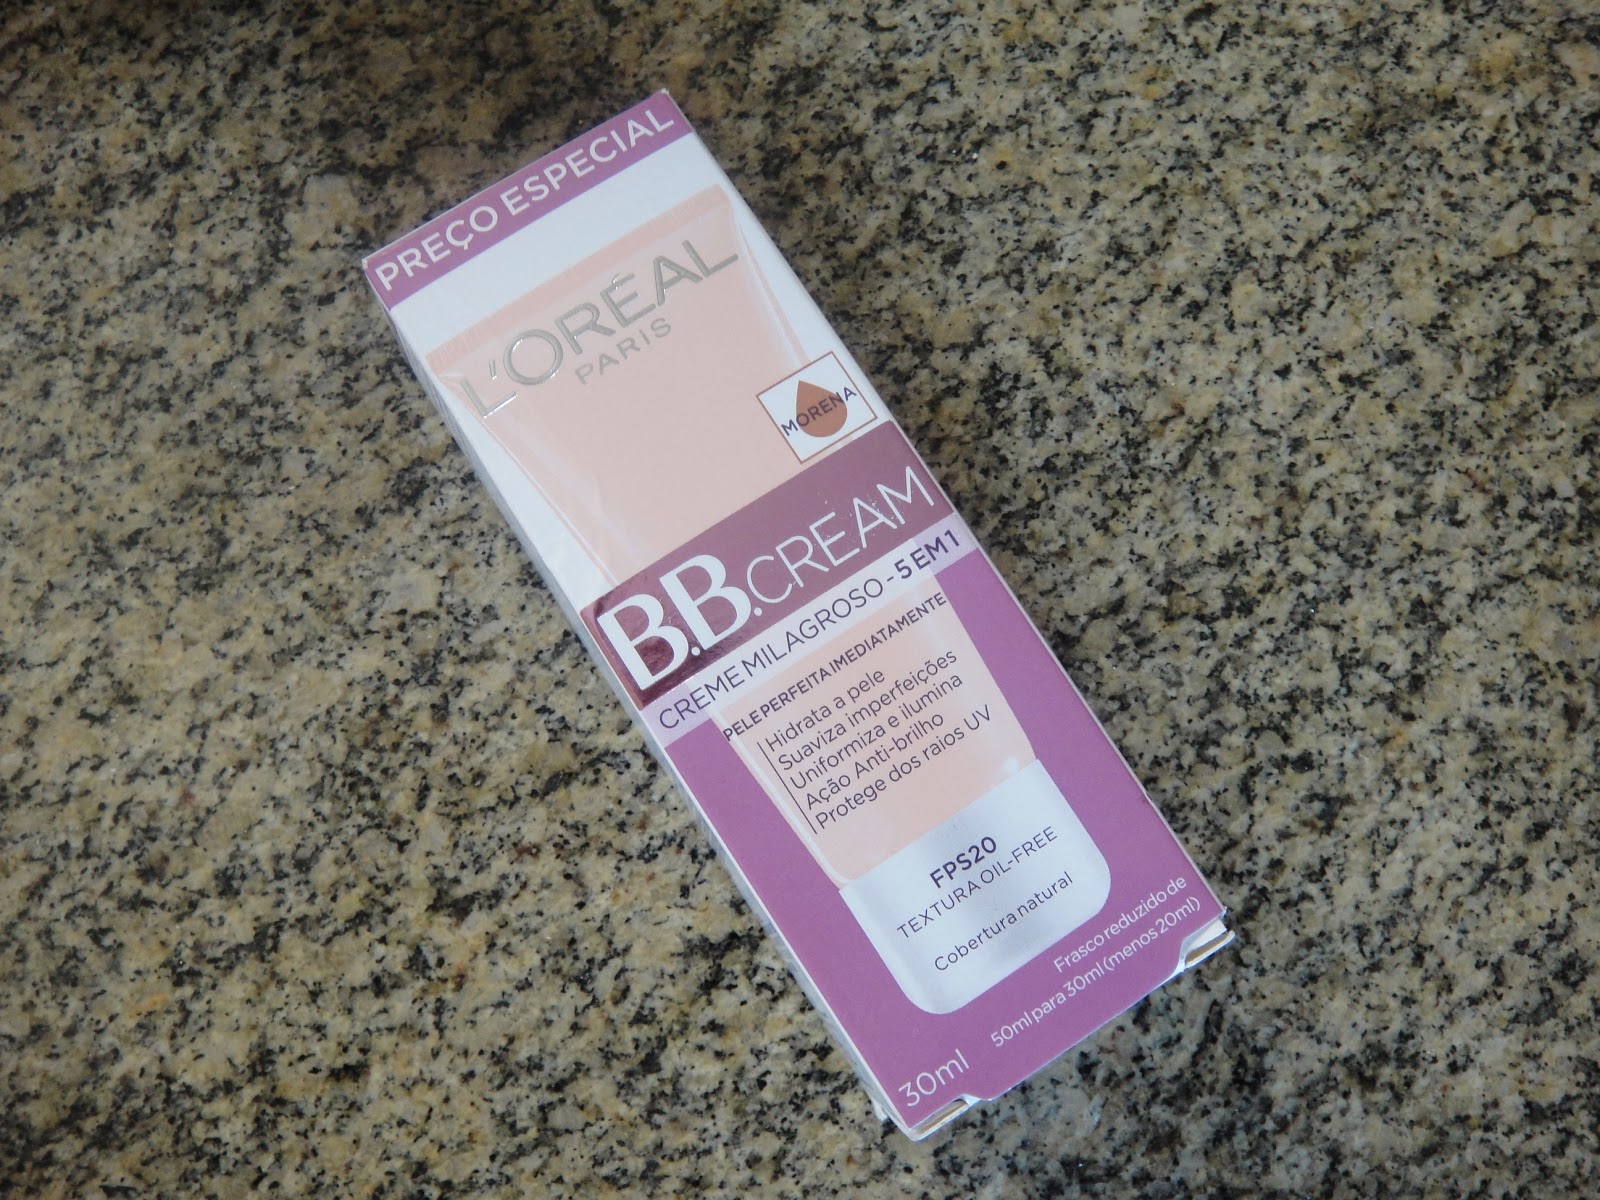 PREÇO ESPECIAL
L'ORÉAL
PARIS
MORENA
B.B.CREAM
CREME MILAGROSO - 5 EM 1
PELE PERFEITA IMEDIATAMENTE
Hidrata a pele
Suaviza imperfeições
Uniformiza e ilumina
Ação Anti-brilho
Protege dos raios UV
FPS20
TEXTURA OIL-FREE
Cobertura natural
Frasco reduzido de
50ml para 30ml (menos 20ml)
30ml